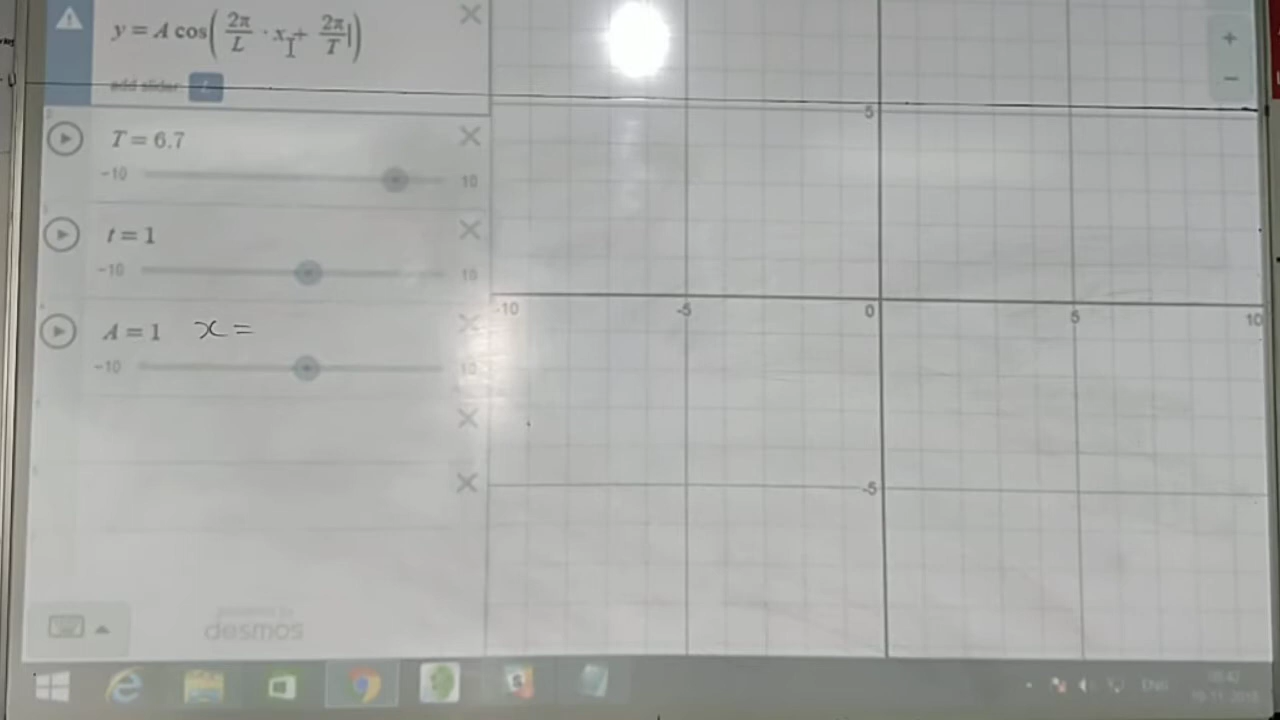 y = A cos( 2π/L · x + 2π/T )
add slider L
T = 6.7
-10 10
t = 1
-10 10
A = 1 x =
-10 10
desmos
5
-10 -5 0 5 10
-5
+
−
ENG